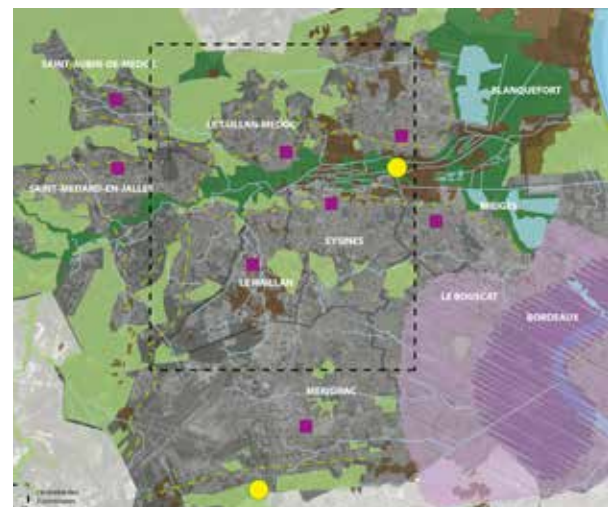 SAINT-AUBIN-DE-MEDOC
BLANQUEFORT
LE TAILLAN-MEDOC
SAINT-MEDARD-EN-JALLES
BRUGES
EYSINES
LE HAILLAN
LE BOUSCAT
BORDEAUX
MERIGNAC